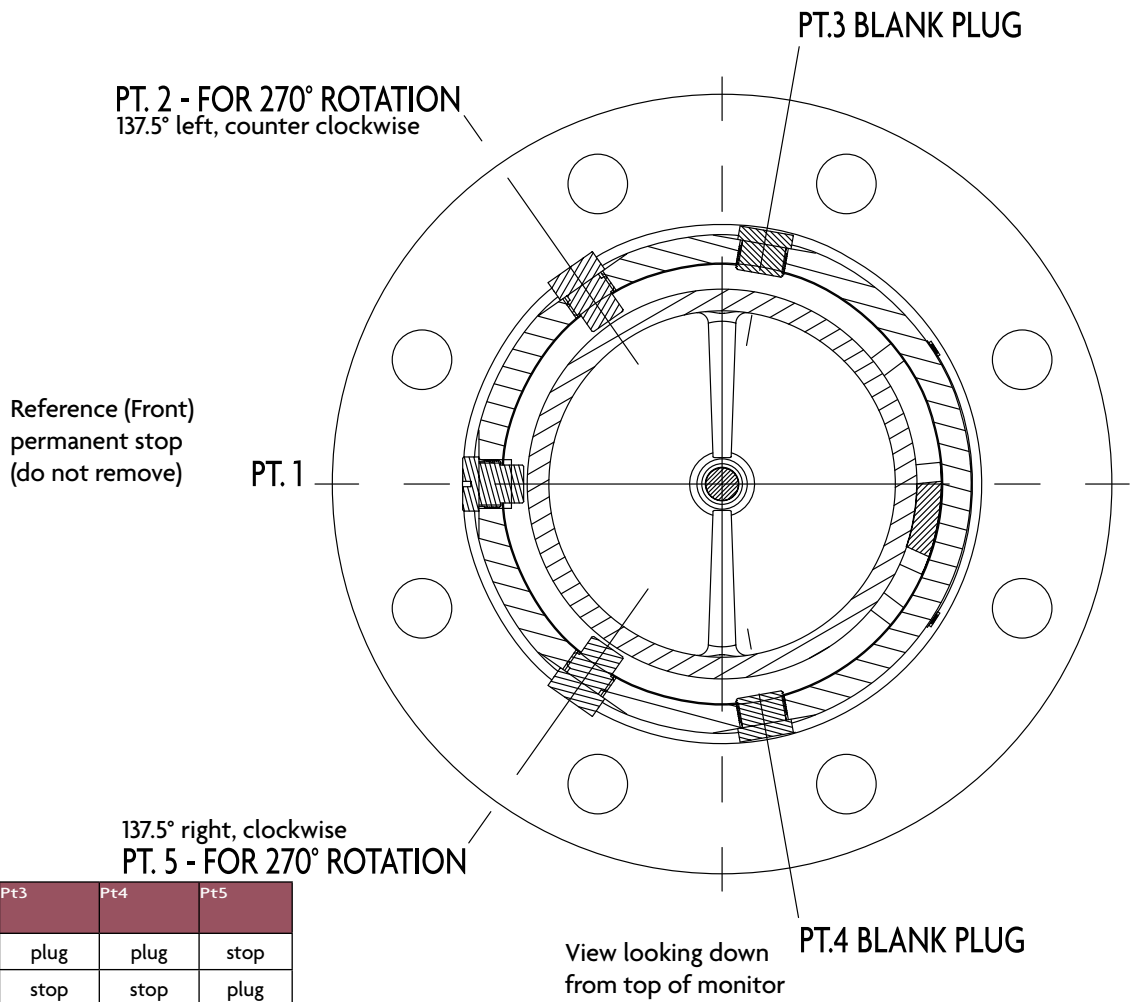 PT.3 BLANK PLUG
PT. 2 - FOR 270° ROTATION
137.5° left, counter clockwise
Reference (Front)
permanent stop
(do not remove)
PT. 1
137.5° right, clockwise
PT. 5 - FOR 270° ROTATION
Pt3 Pt4 Pt5
plug plug stop
stop stop plug
View looking down
from top of monitor
PT.4 BLANK PLUG